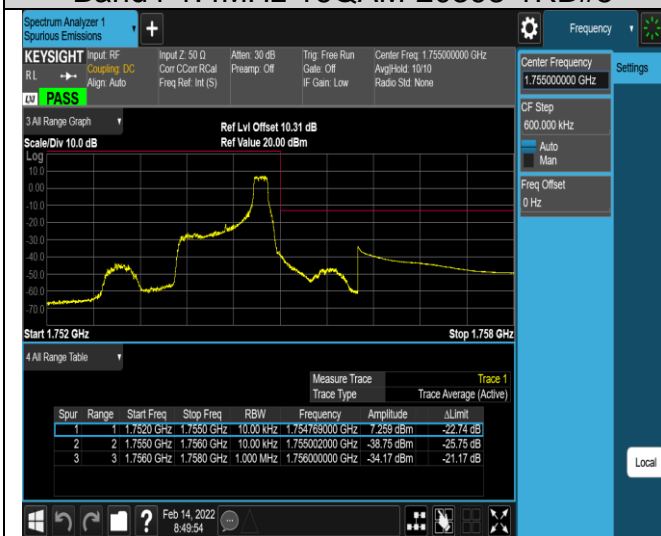 Spectrum Analyzer 1
Spurious Emissions
+
Frequency
KEYSIGHT
Input: RF
Coupling: DC
Align: Auto
Input Z: 50 Ω
Corr CCorr RCal
Freq Ref: Int (S)
Atten: 30 dB
Preamp: Off
Trig: Free Run
Gate: Off
IF Gain: Low
Center Freq: 1.755000000 GHz
Avg|Hold: 10/10
Radio Std: None
R L
LXI
PASS
Center Frequency
1.755000000 GHz
Settings
CF Step
600.000 kHz
Auto
Man
Freq Offset
0 Hz
3 All Range Graph
Scale/Div 10.0 dB
Ref Lvl Offset 10.31 dB
Ref Value 20.00 dBm
Log
10.0
0.00
-10.0
-20.0
-30.0
-40.0
-50.0
-60.0
-70.0
Start 1.752 GHz
Stop 1.758 GHz
4 All Range Table
Measure Trace Trace 1
Trace Type Trace Average (Active)
Spur Range Start Freq Stop Freq RBW Frequency Amplitude ΔLimit
1 1 1.7520 GHz 1.7550 GHz 10.00 kHz 1.754769000 GHz 7.259 dBm -22.74 dB
2 2 1.7550 GHz 1.7560 GHz 10.00 kHz 1.755002000 GHz -38.75 dBm -25.75 dB
3 3 1.7560 GHz 1.7580 GHz 1.000 MHz 1.756000000 GHz -34.17 dBm -21.17 dB
Local
?
Feb 14, 2022
8:49:54